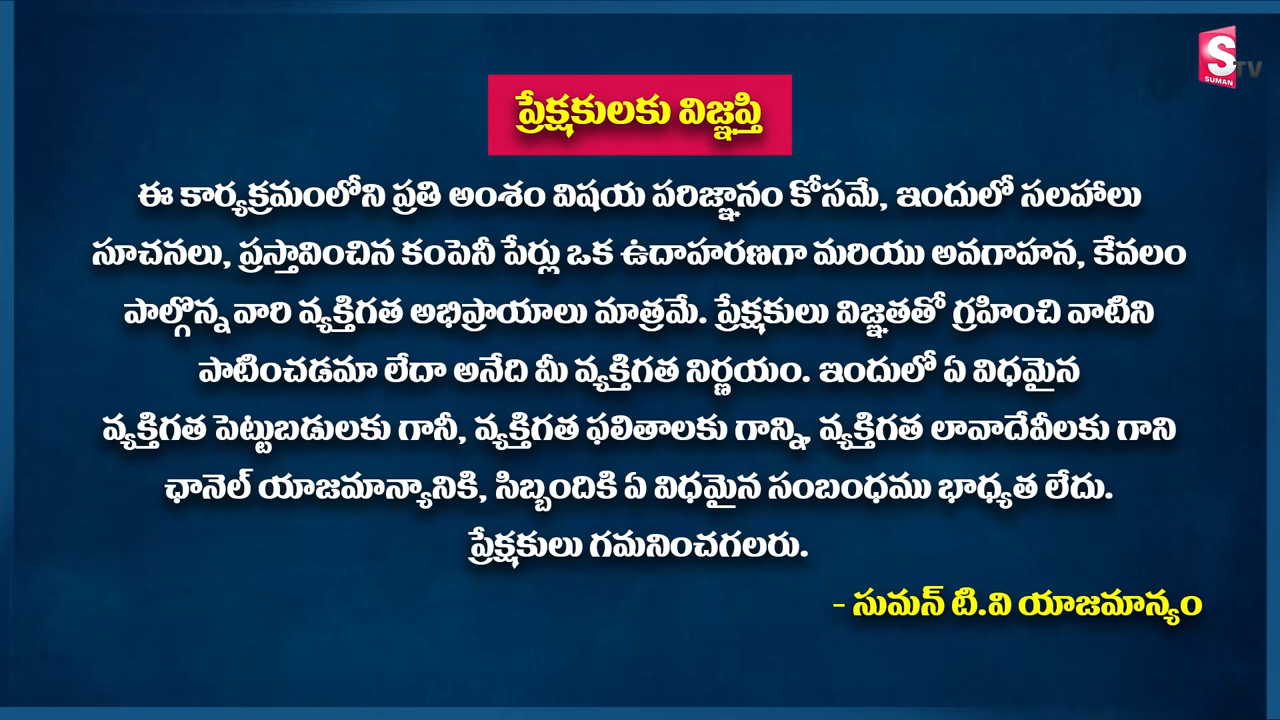 S
TV
SUMAN
ప్రేక్షకులకు విజ్ఞప్తి
ఈ కార్యక్రమంలోని ప్రతి అంశం విషయ పరిజ్ఞానం కోసమే, ఇందులో సలహాలు
సూచనలు, ప్రస్తావించిన కంపెనీ పేర్లు ఒక ఉదాహరణగా మరియు అవగాహన, కేవలం
పాల్గొన్న వారి వ్యక్తిగత అభిప్రాయాలు మాత్రమే. ప్రేక్షకులు విజ్ఞతతో గ్రహించి వాటిని
పాటించడమా లేదా అనేది మీ వ్యక్తిగత నిర్ణయం. ఇందులో ఏ విధమైన
వ్యక్తిగత పెట్టుబడులకు గానీ, వ్యక్తిగత ఫలితాలకు గాన్ని, వ్యక్తిగత లావాదేవీలకు గాని
ఛానెల్ యాజమాన్యానికి, సిబ్బందికి ఏ విధమైన సంబంధము భాధ్యత లేదు.
ప్రేక్షకులు గమనించగలరు.
- సుమన్ టి.వి యాజమాన్యం